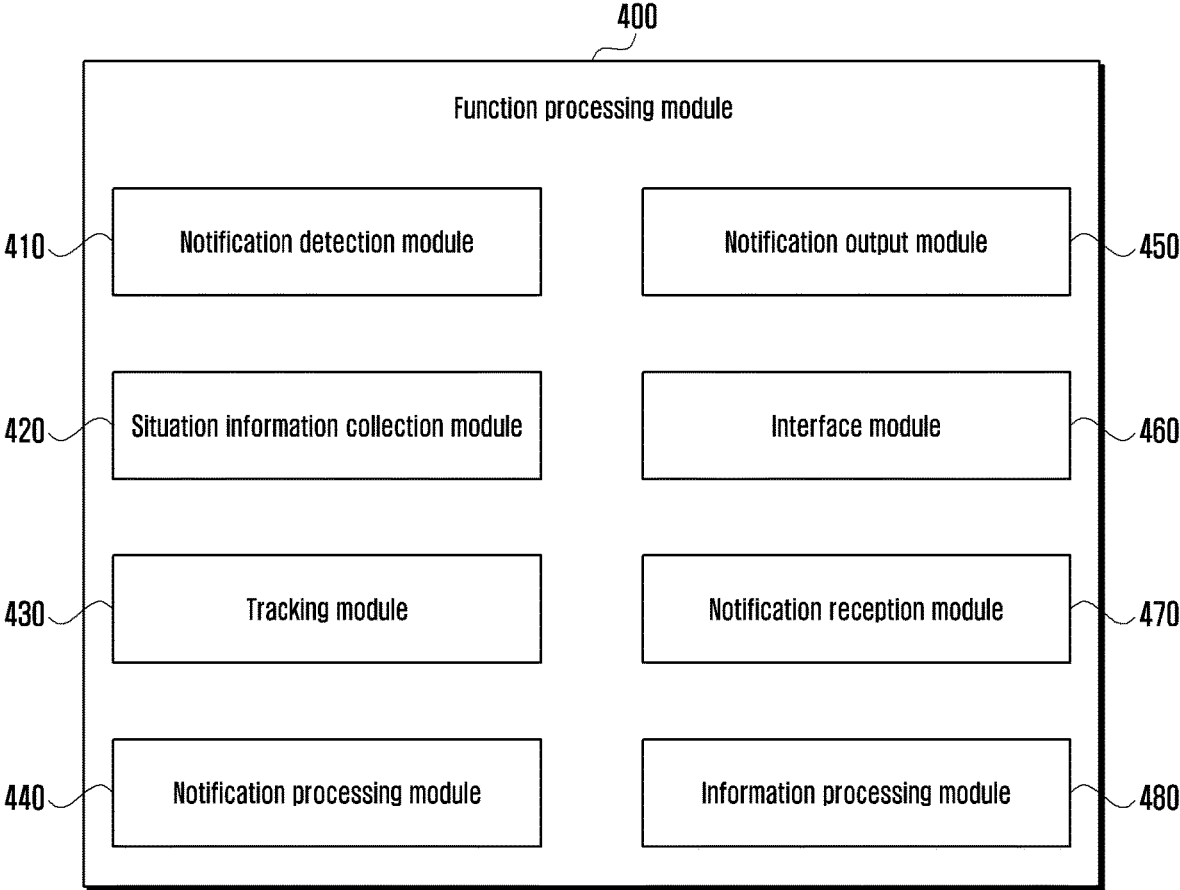 400
Function processing module
410
Notification detection module
Notification output module
450
420
Situation information collection module
Interface module
460
430
Tracking module
Notification reception module
470
440
Notification processing module
Information processing module
480